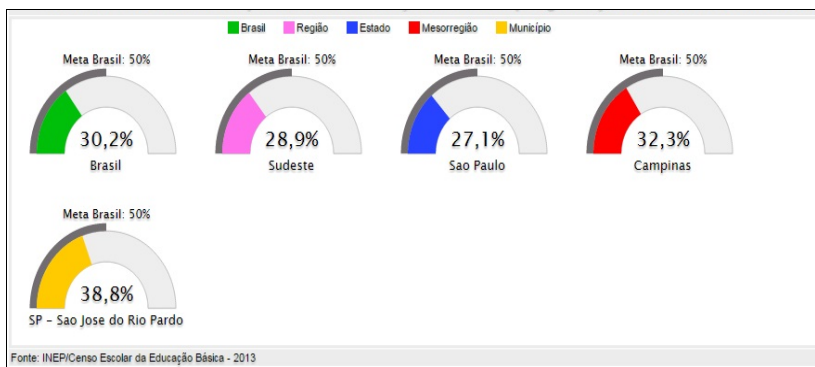 Brasil Região Estado Mesorregião Município
Meta Brasil: 50% Meta Brasil: 50% Meta Brasil: 50% Meta Brasil: 50%
30,2% 28,9% 27,1% 32,3%
Brasil Sudeste Sao Paulo Campinas
Meta Brasil: 50%
38,8%
SP - Sao Jose do Rio Pardo
Fonte: INEP/Censo Escolar da Educação Básica - 2013